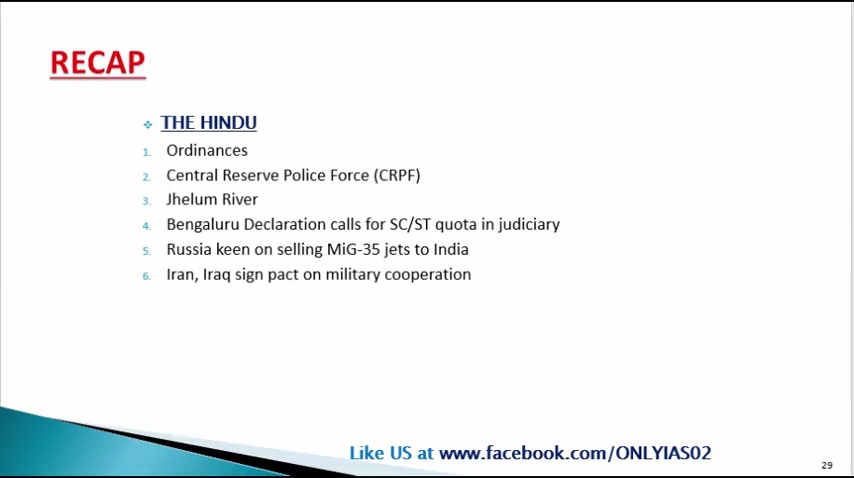 RECAP
THE HINDU
1. Ordinances
2. Central Reserve Police Force (CRPF)
3. Jhelum River
4. Bengaluru Declaration calls for SC/ST quota in judiciary
5. Russia keen on selling MiG-35 jets to India
6. Iran, Iraq sign pact on military cooperation
Like US at www.facebook.com/ONLYIAS02
29